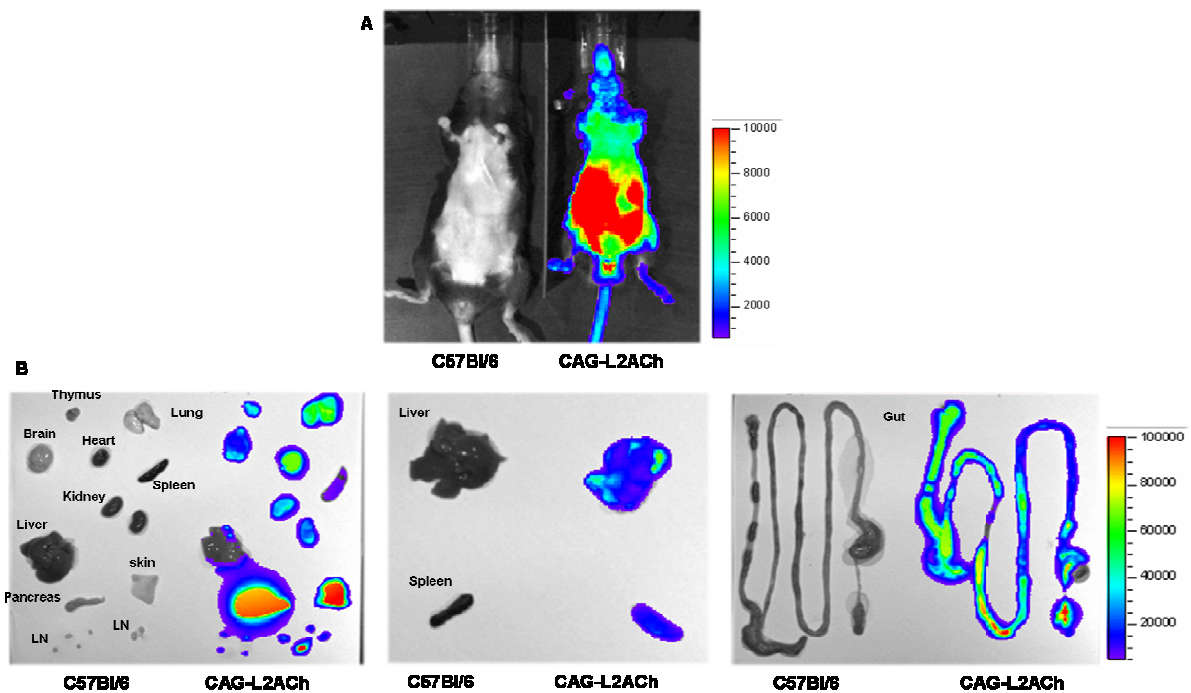 A
10000
8000
6000
4000
2000
C57Bl/6
CAG-L2ACh
B
Thymus
Lung
Brain
Heart
Spleen
Kidney
Liver
skin
Pancreas
LN
LN
C57Bl/6
CAG-L2ACh
Liver
Spleen
C57Bl/6
CAG-L2ACh
Gut
C57Bl/6
CAG-L2ACh
100000
80000
60000
40000
20000